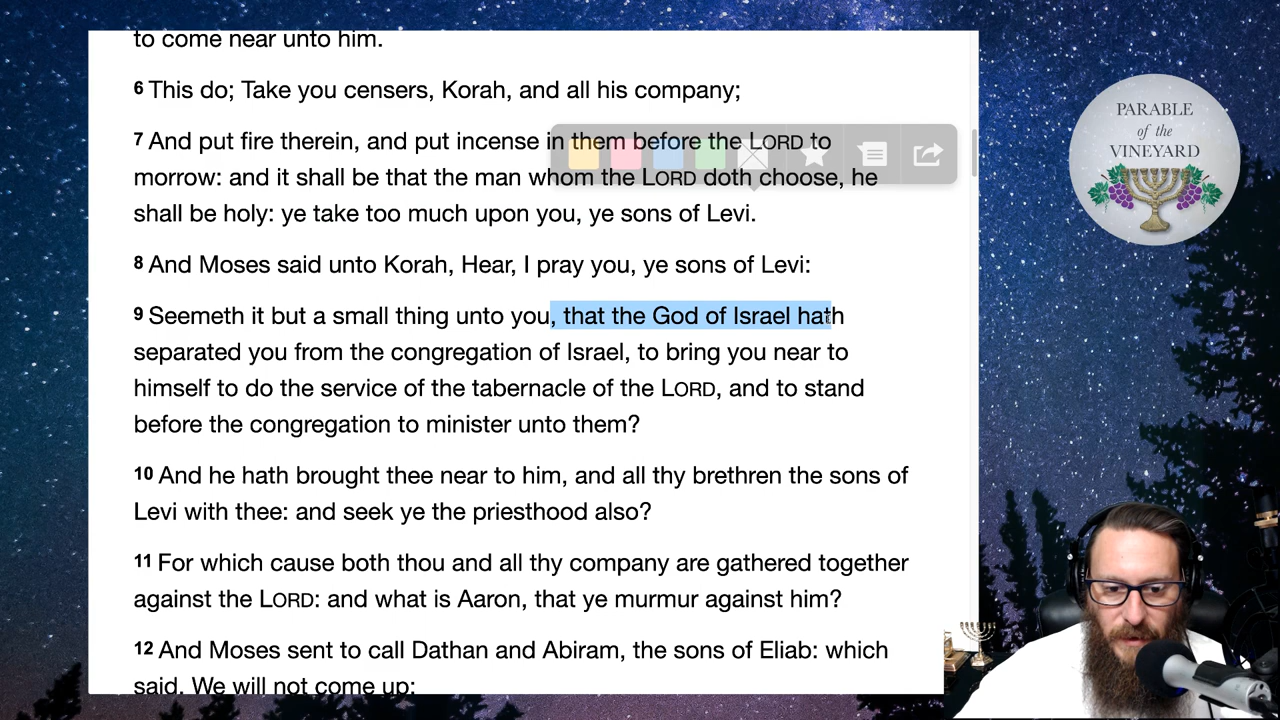 to come near unto him.
6 This do; Take you censers, Korah, and all his company;
7 And put fire therein, and put incense in them before the LORD to
morrow: and it shall be that the man whom the LORD doth choose, he
shall be holy: ye take too much upon you, ye sons of Levi.
8 And Moses said unto Korah, Hear, I pray you, ye sons of Levi:
9 Seemeth it but a small thing unto you, that the God of Israel hath
separated you from the congregation of Israel, to bring you near to
himself to do the service of the tabernacle of the LORD, and to stand
before the congregation to minister unto them?
10 And he hath brought thee near to him, and all thy brethren the sons of
Levi with thee: and seek ye the priesthood also?
11 For which cause both thou and all thy company are gathered together
against the LORD: and what is Aaron, that ye murmur against him?
12 And Moses sent to call Dathan and Abiram, the sons of Eliab: which
said, We will not come up:
PARABLE
of the
VINEYARD